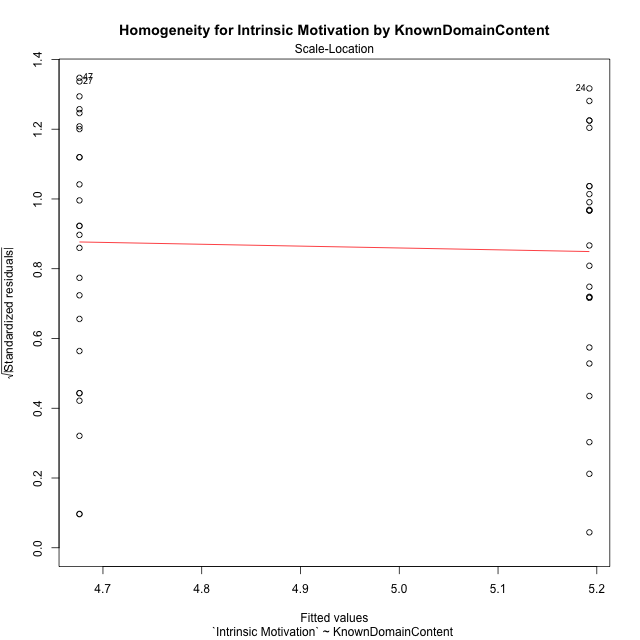 Homogeneity for Intrinsic Motivation by KnownDomainContent
Scale-Location
√|Standardized residuals|
1.4
1.2
1.0
0.8
0.6
0.4
0.2
0.0
47
27
24
4.7 4.8 4.9 5.0 5.1 5.2
Fitted values
`Intrinsic Motivation` ~ KnownDomainContent